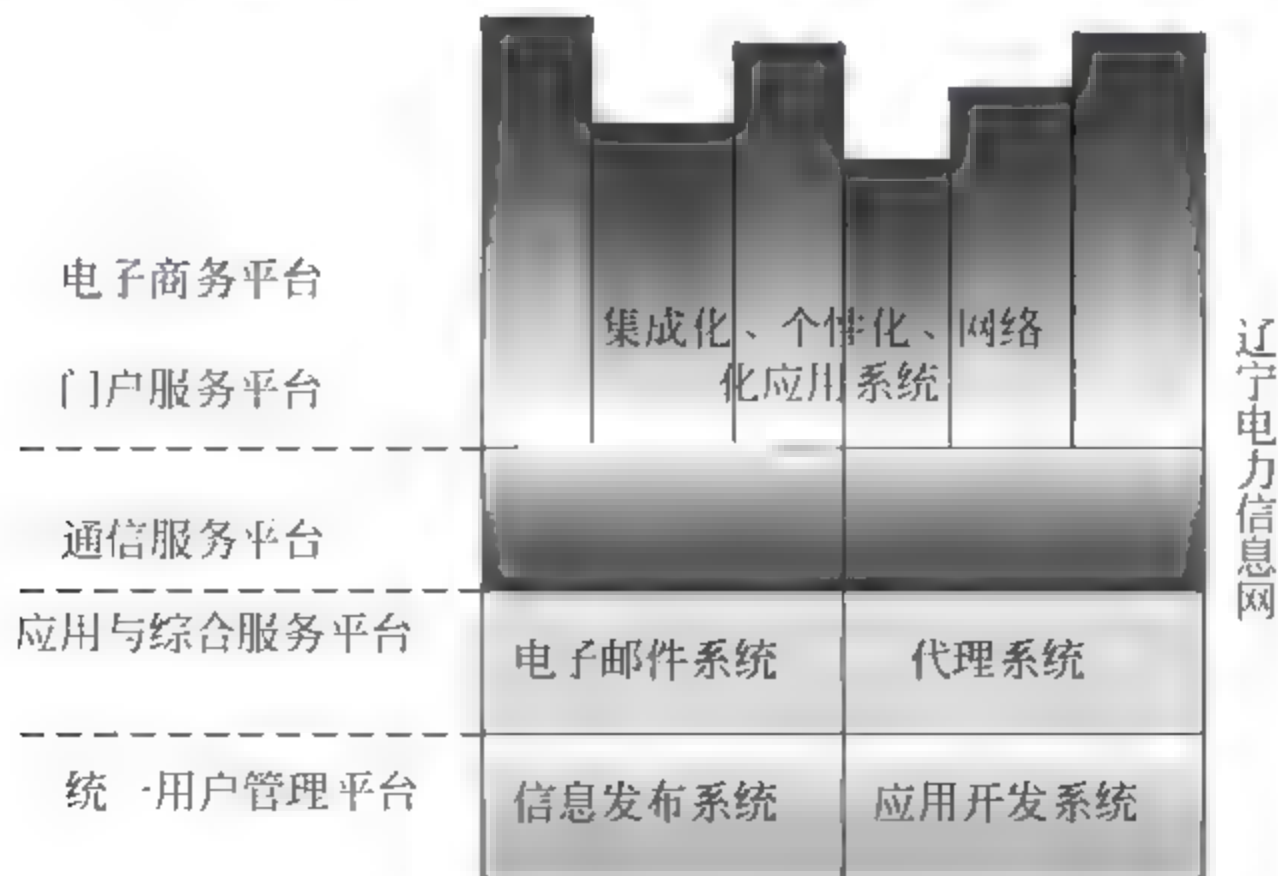 电子商务平台
集成化、个性化、网络
化应用系统
门户服务平台
通信服务平台
应用与综合服务平台
电子邮件系统
代理系统
统一用户管理平台
信息发布系统
应用开发系统
辽宁电力信息网